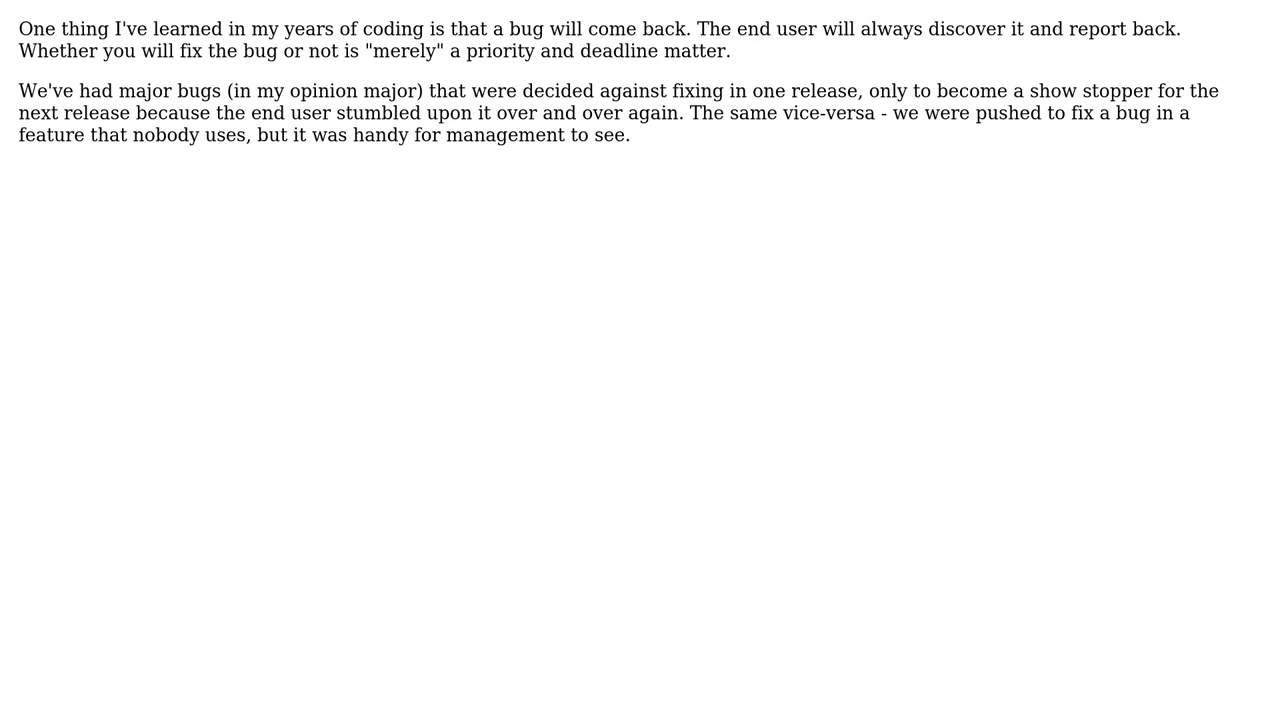 One thing I've learned in my years of coding is that a bug will come back. The end user will always discover it and report back.
Whether you will fix the bug or not is "merely" a priority and deadline matter.
We've had major bugs (in my opinion major) that were decided against fixing in one release, only to become a show stopper for the
next release because the end user stumbled upon it over and over again. The same vice-versa - we were pushed to fix a bug in a
feature that nobody uses, but it was handy for management to see.